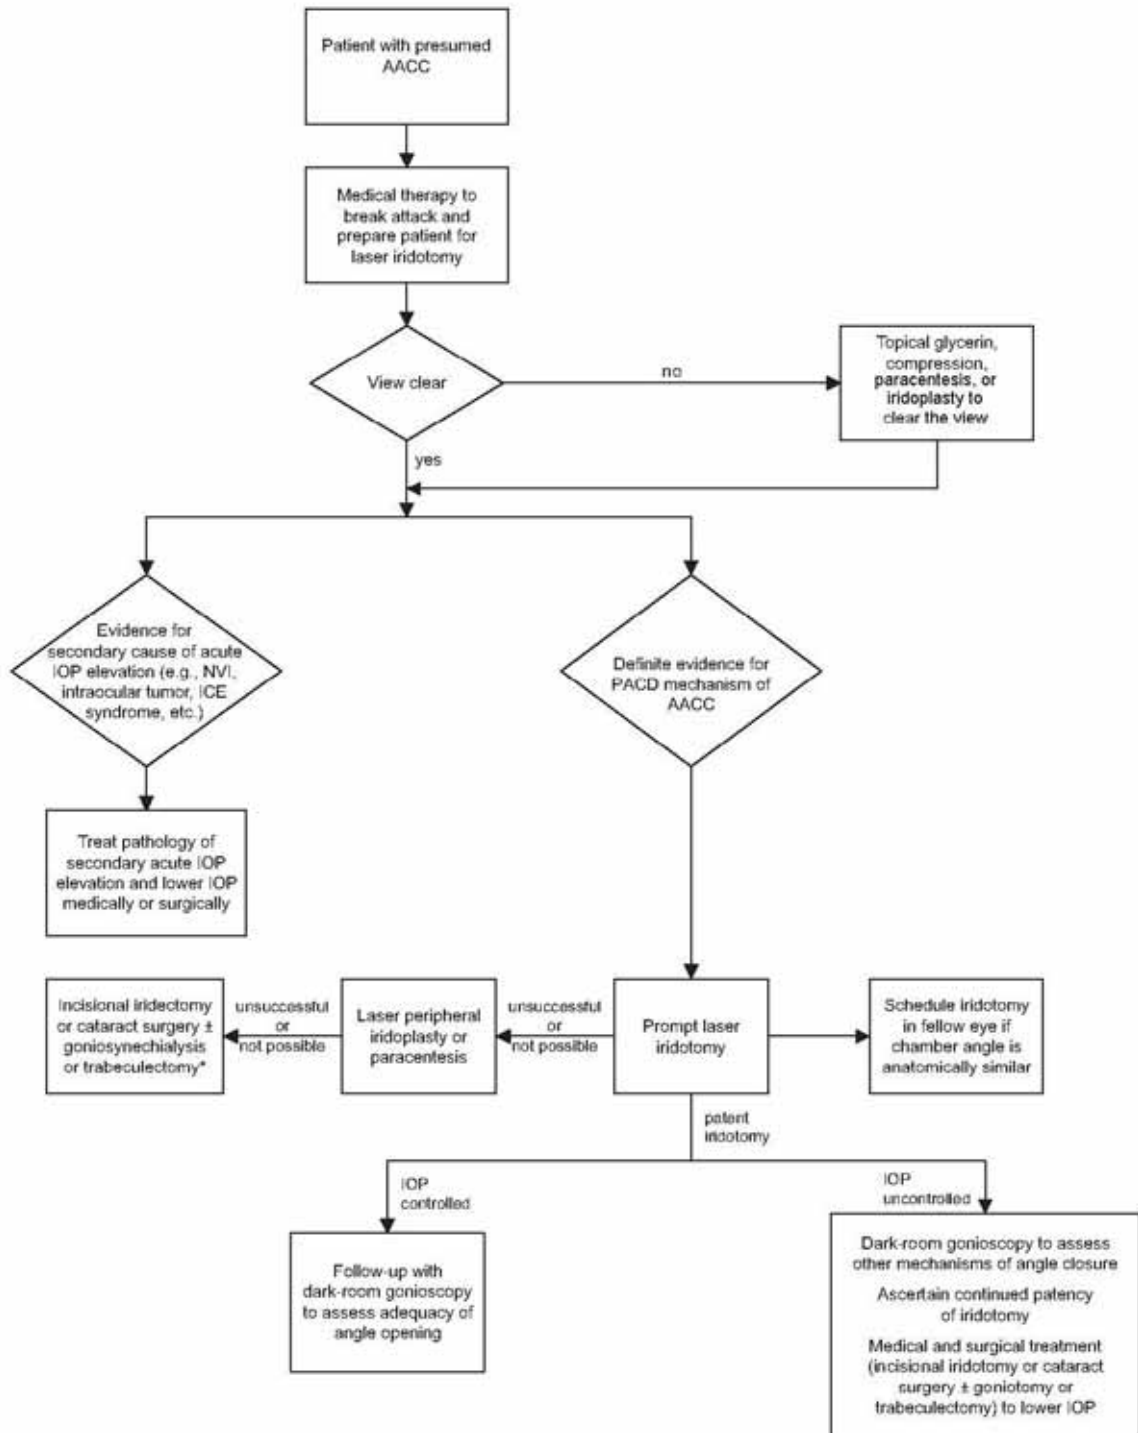 Patient with presumed
AACC
Medical therapy to
break attack and
prepare patient for
laser iridotomy
View clear
no
Topical glycerin,
compression,
paracentesis, or
iridoplasty to
clear the view
yes
Evidence for
secondary cause of acute
IOP elevation (e.g., NVI,
intraocular tumor, ICE
syndrome, etc.)
Definite evidence for
PACD mechanism of
AACC
Treat pathology of
secondary acute IOP
elevation and lower IOP
medically or surgically
Incisional iridectomy
or cataract surgery ±
goniosynechialysis
or trabeculectomy*
unsuccessful
or
not possible
Laser peripheral
iridoplasty or
paracentesis
unsuccessful
or
not possible
Prompt laser
iridotomy
Schedule iridotomy
in fellow eye if
chamber angle is
anatomically similar
patent
iridotomy
IOP
controlled
IOP
uncontrolled
Follow-up with
dark-room gonioscopy
to assess adequacy of
angle opening
Dark-room gonioscopy to assess
other mechanisms of angle closure
Ascertain continued patency
of iridotomy
Medical and surgical treatment
(incisional iridotomy or cataract
surgery ± goniotomy or
trabeculectomy) to lower IOP